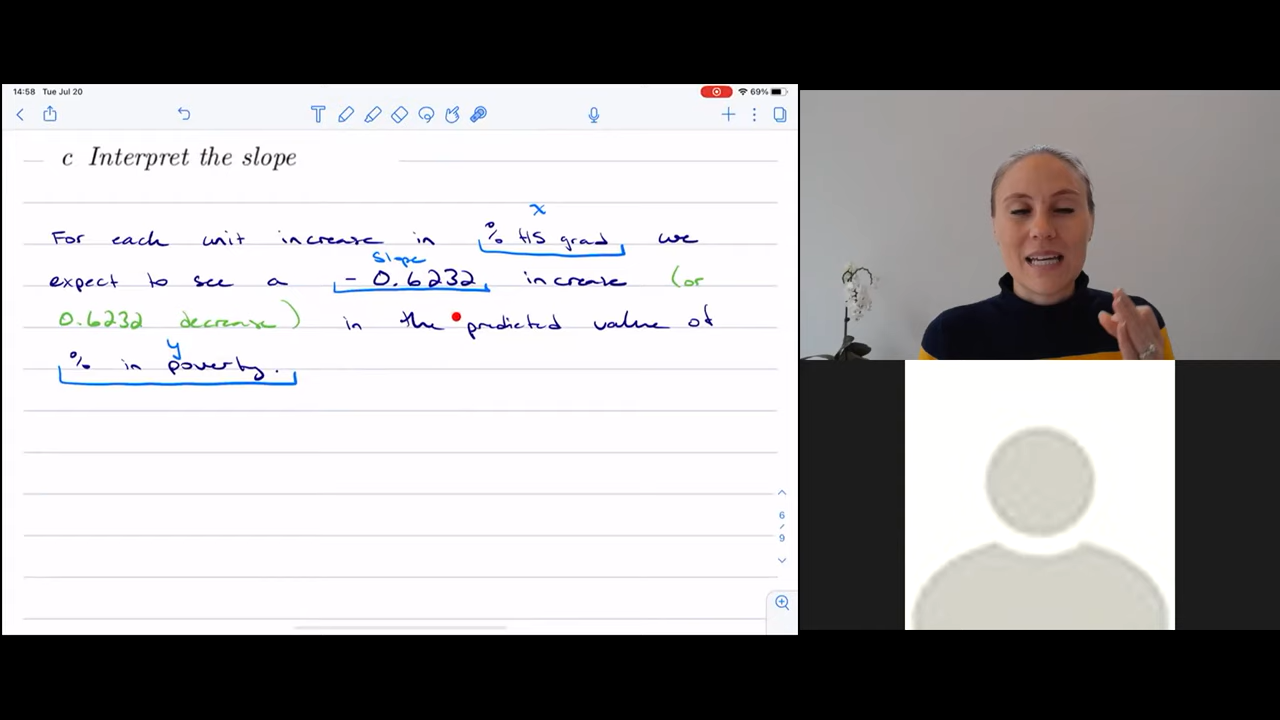 14:58 Tue Jul 20
69%
T
c Interpret the slope
x
For each unit increase in % HS grad we
slope
expect to see a - 0.6232 increase (or
0.6232 decrease) in the predicted value of
y
% in poverty.
6
/
9